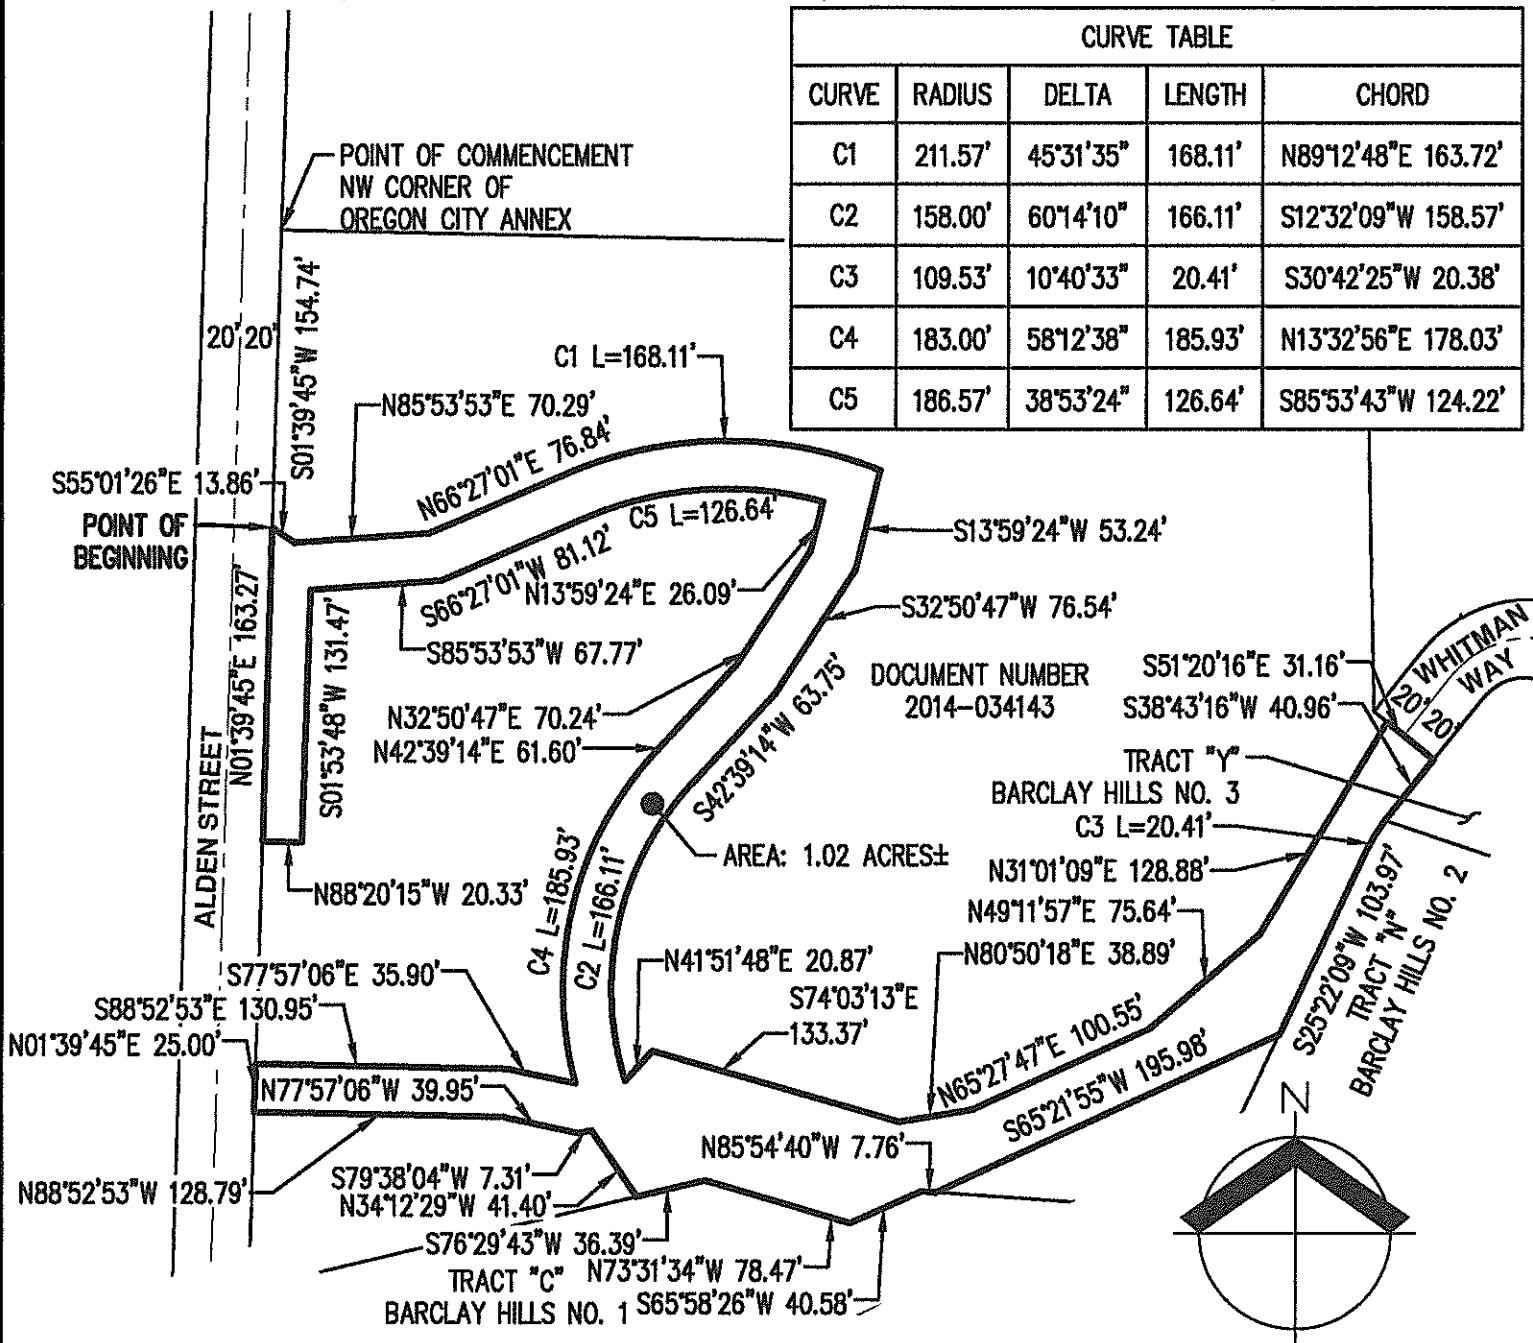 CURVE TABLE
CURVE RADIUS DELTA LENGTH CHORD
C1 211.57' 45°31'35" 168.11' N89°12'48"E 163.72'
C2 158.00' 60°14'10" 166.11' S12°32'09"W 158.57'
C3 109.53' 10°40'33" 20.41' S30°42'25"W 20.38'
C4 183.00' 58°12'38" 185.93' N13°32'56"E 178.03'
C5 186.57' 38°53'24" 126.64' S85°53'43"W 124.22'
POINT OF COMMENCEMENT
NW CORNER OF
OREGON CITY ANNEX
S01°39'45"W 154.74'
20' 20'
C1 L=168.11'
N85°53'53"E 70.29'
N66°27'01"E 76.84'
S55°01'26"E 13.86'
POINT OF
BEGINNING
C5 L=126.64'
S66°27'01"W 81.12'
S13°59'24"W 53.24'
N13°59'24"E 26.09'
S32°50'47"W 76.54'
N01°39'45"E 163.27'
S01°53'48"W 131.47'
S85°53'53"W 67.77'
DOCUMENT NUMBER
2014-034143
S51°20'16"E 31.16'
S38°43'16"W 40.96'
WHITMAN
WAY
20' 20'
N32°50'47"E 70.24'
N42°39'14"E 61.60'
S42°39'14"W 63.75'
TRACT "Y"
BARCLAY HILLS NO. 3
C3 L=20.41'
ALDEN STREET
AREA: 1.02 ACRES±
N31°01'09"E 128.88'
N88°20'15"W 20.33'
C4 L=185.93'
C2 L=166.11'
N49°11'57"E 75.64'
N80°50'18"E 38.89'
S25°22'09"W 103.97'
TRACT "N"
BARCLAY HILLS NO. 2
N41°51'48"E 20.87'
S77°57'06"E 35.90'
S88°52'53"E 130.95'
N01°39'45"E 25.00'
S74°03'13"E
133.37'
N77°57'06"W 39.95'
N65°27'47"E 100.55'
S65°21'55"W 195.98'
N85°54'40"W 7.76'
S79°38'04"W 7.31'
N88°52'53"W 128.79'
N34°12'29"W 41.40'
S76°29'43"W 36.39'
N73°31'34"W 78.47'
TRACT "C"
BARCLAY HILLS NO. 1
S65°58'26"W 40.58'
N